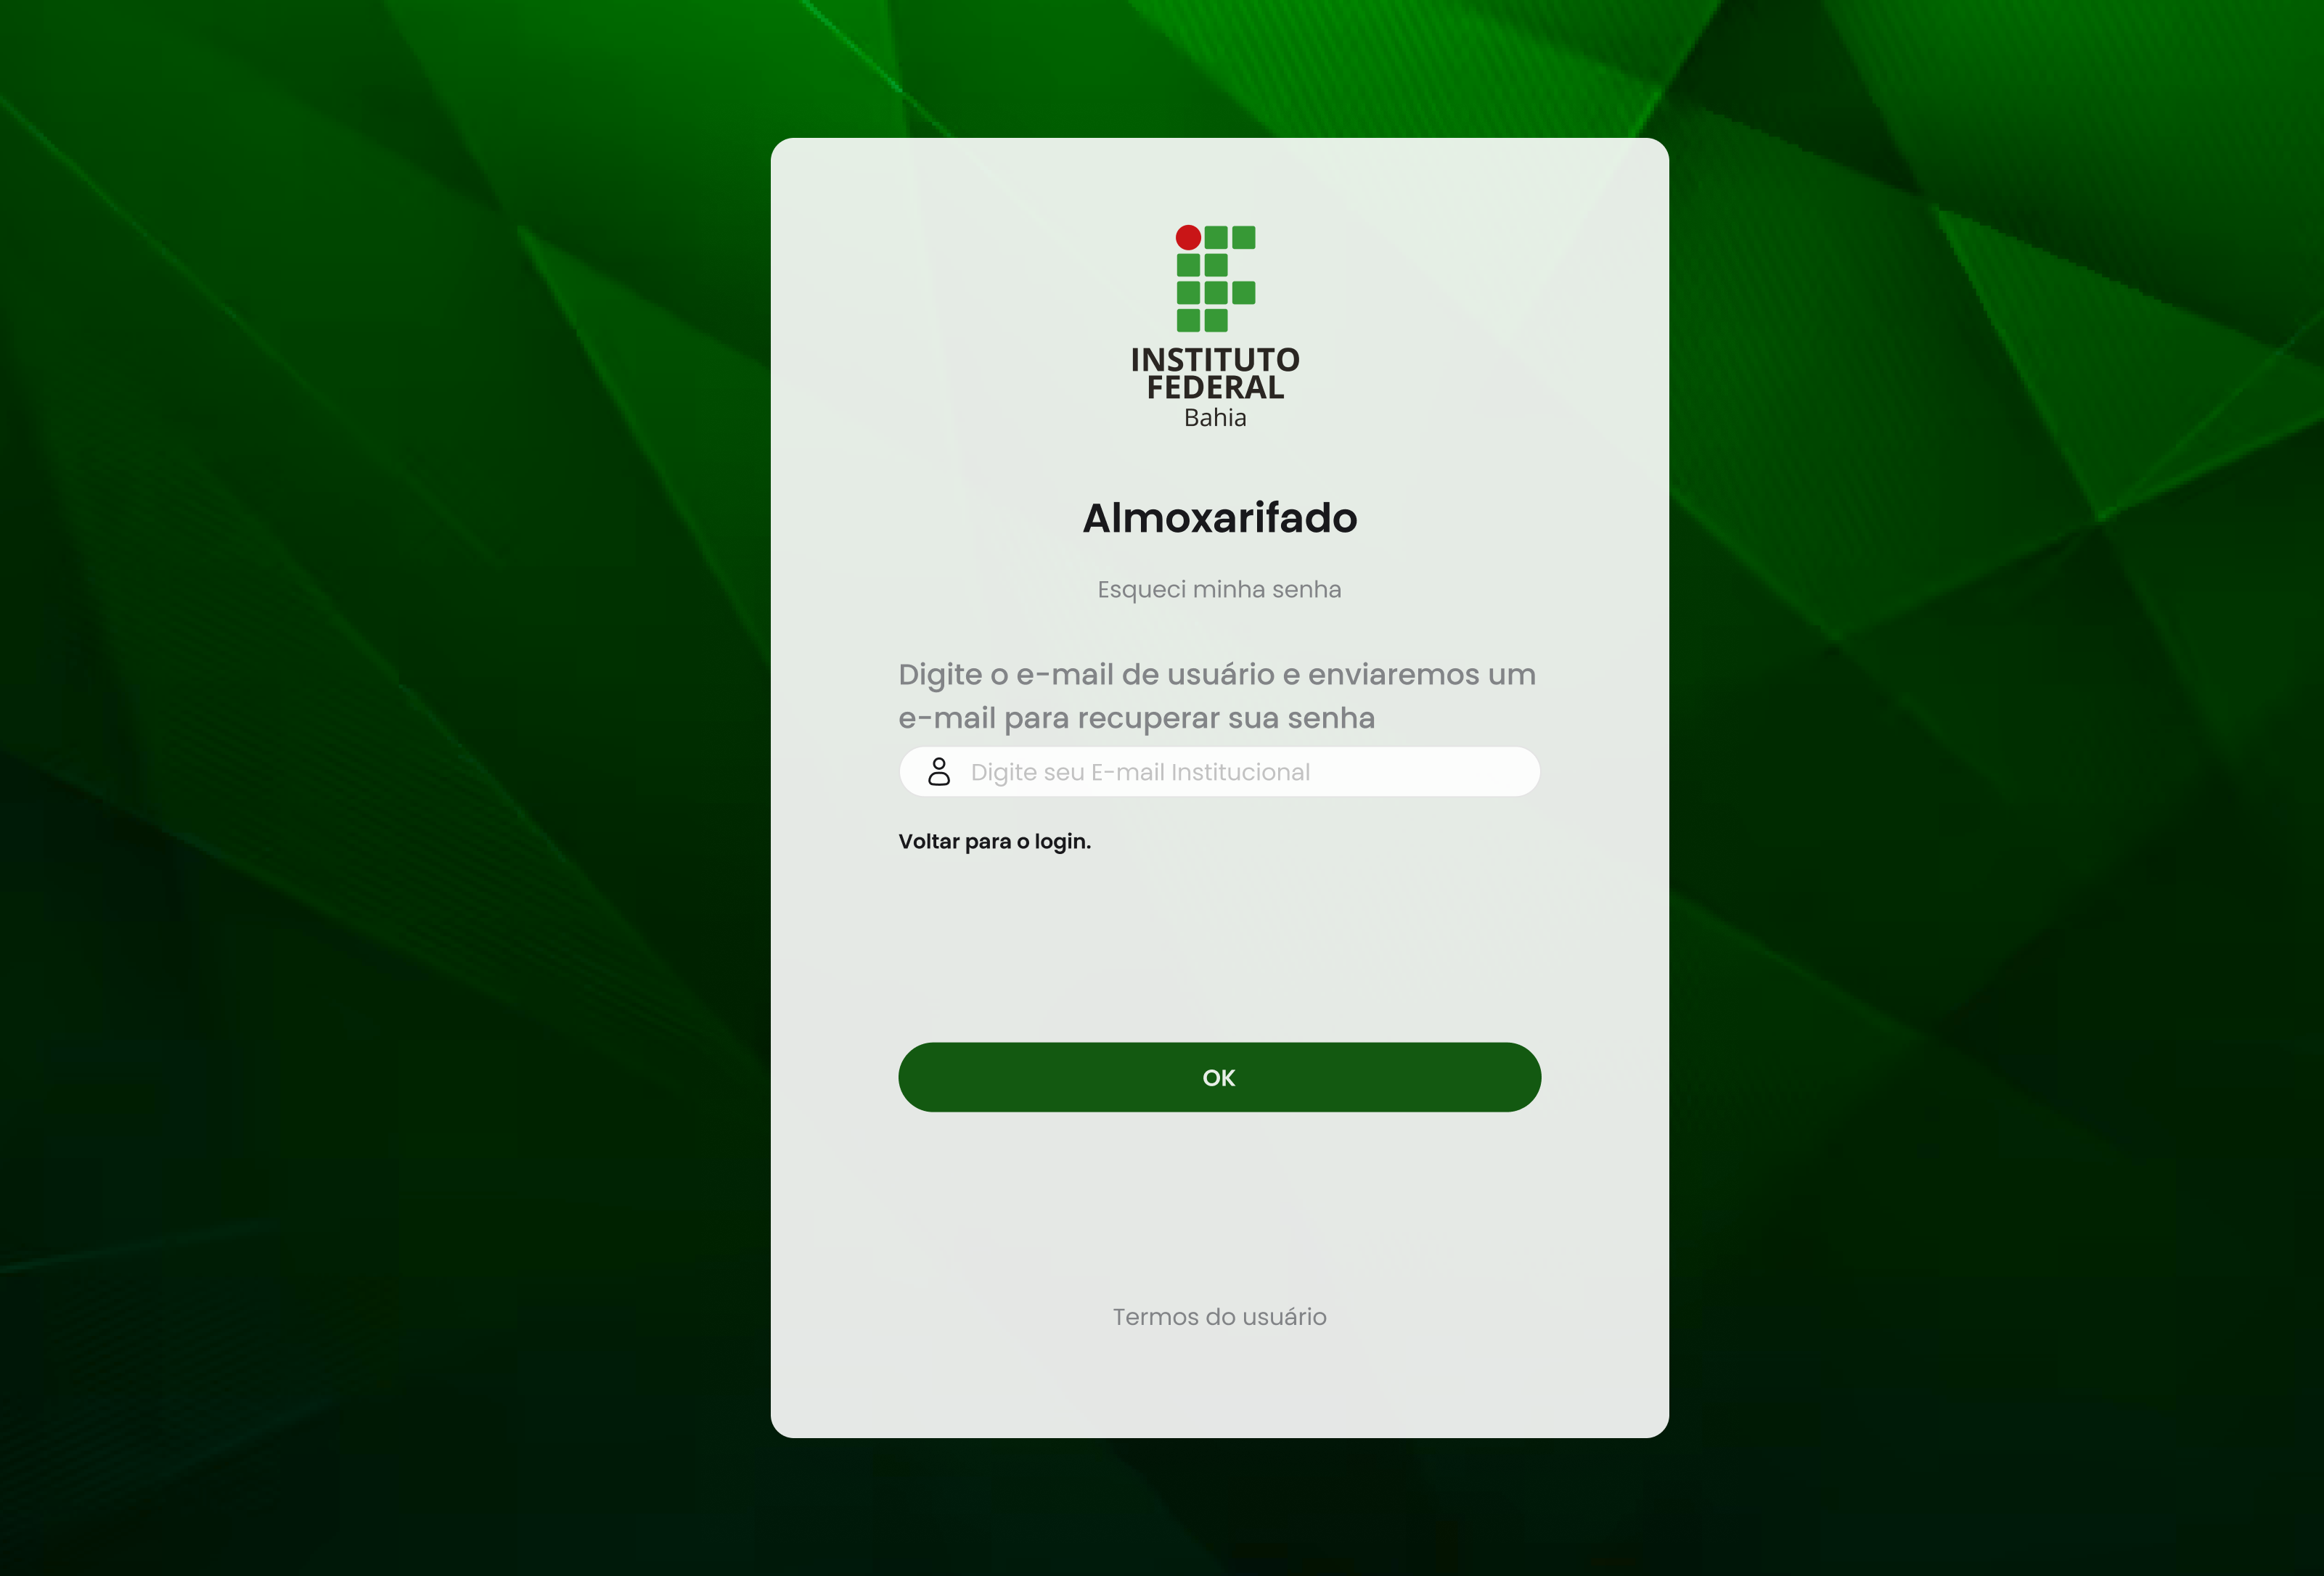 INSTITUTO
FEDERAL
Bahia
Almoxarifado
Esqueci minha senha
Digite o e-mail de usuário e enviaremos um
e-mail para recuperar sua senha
Digite seu E-mail Institucional
Voltar para o login.
OK
Termos do usuário